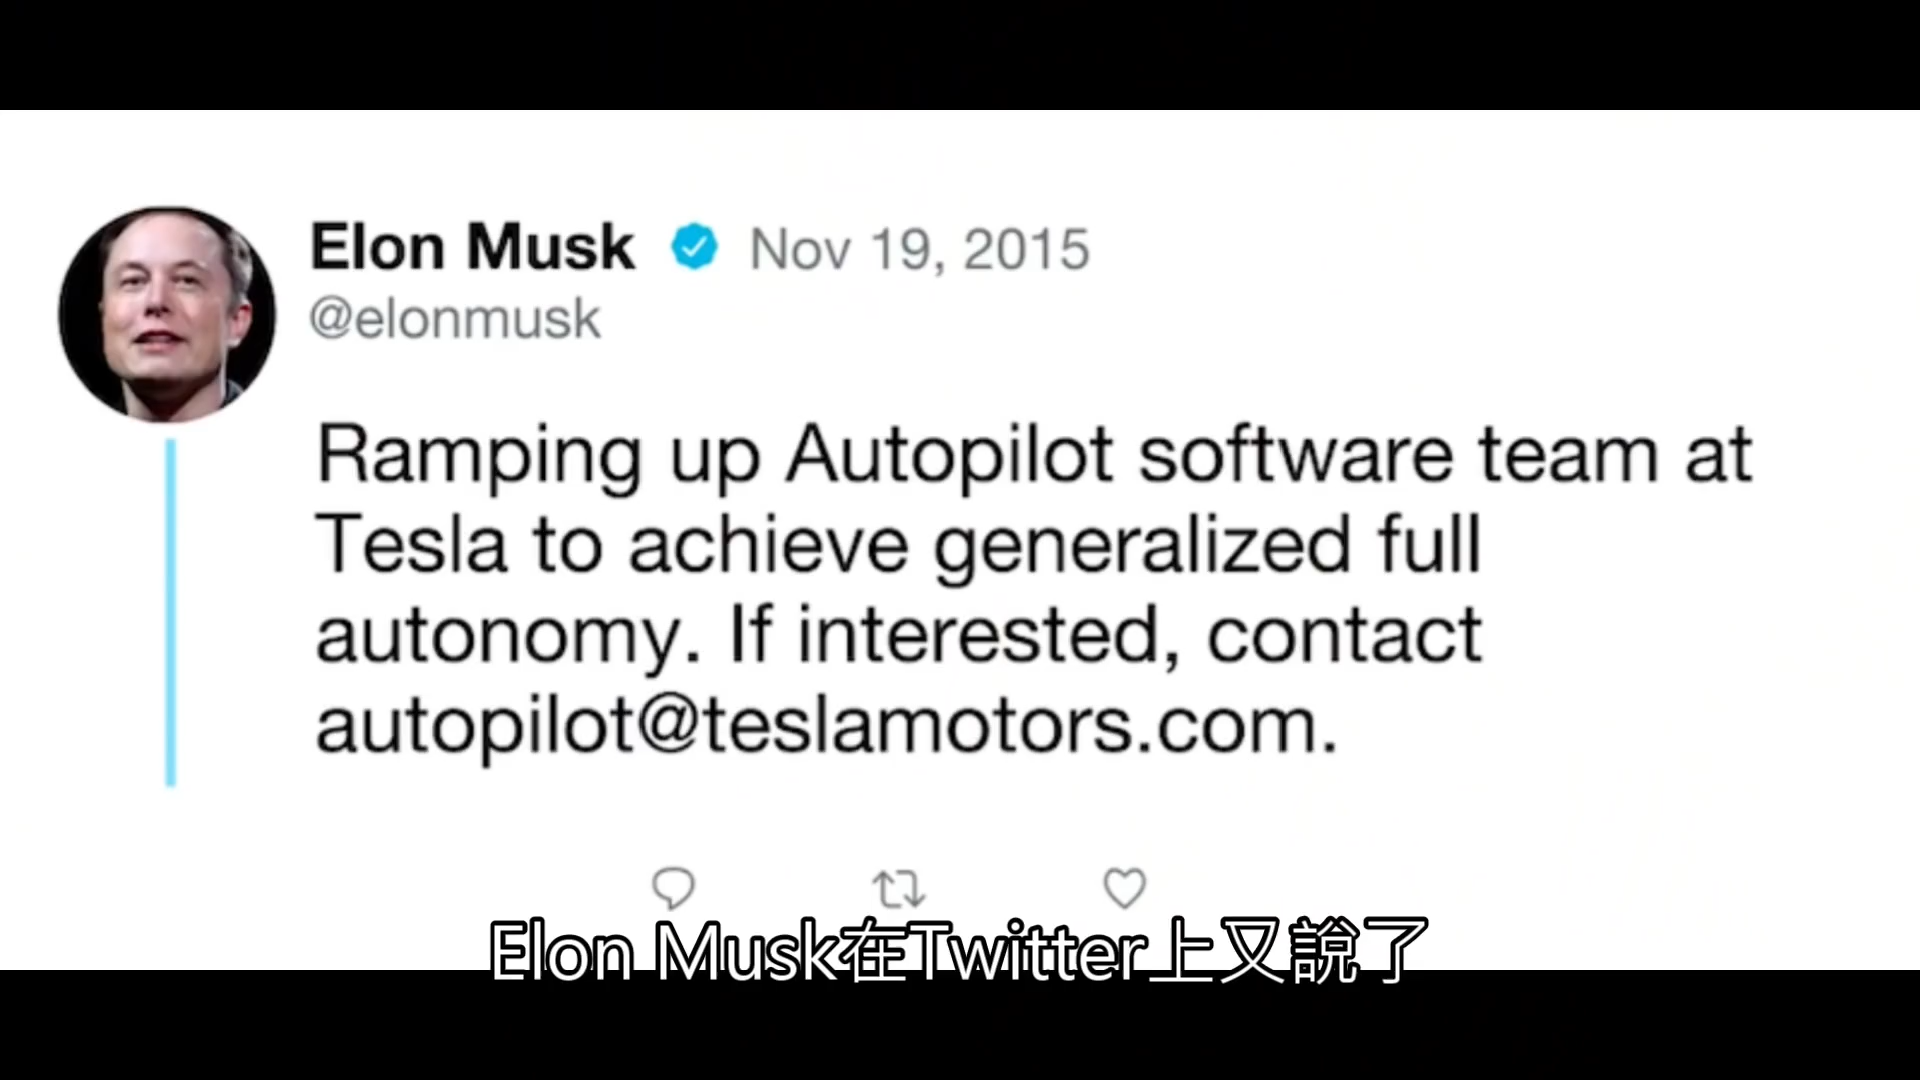 Elon Musk Nov 19, 2015
@elonmusk
Ramping up Autopilot software team at
Tesla to achieve generalized full
autonomy. If interested, contact
autopilot@teslamotors.com.
Elon Musk在Twitter上又說了